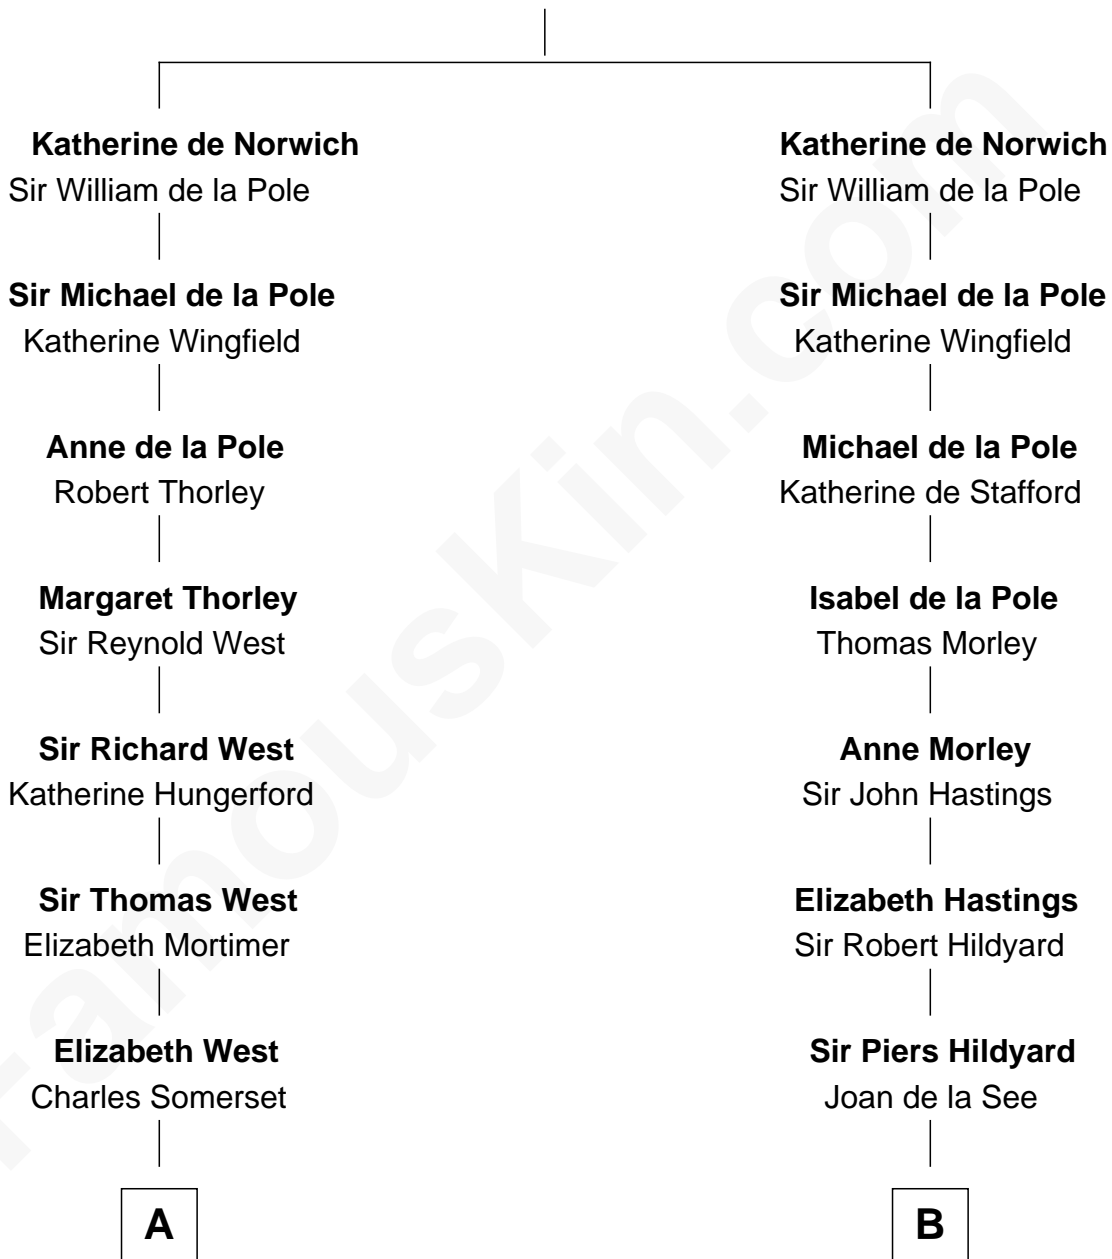 Katherine de Norwich
Sir William de la Pole
Sir Michael de la Pole
Katherine Wingfield
Anne de la Pole
Robert Thorley
Margaret Thorley
Sir Reynold West
Sir Richard West
Katherine Hungerford
Sir Thomas West
Elizabeth Mortimer
Elizabeth West
Charles Somerset
A
Katherine de Norwich
Sir William de la Pole
Sir Michael de la Pole
Katherine Wingfield
Michael de la Pole
Katherine de Stafford
Isabel de la Pole
Thomas Morley
Anne Morley
Sir John Hastings
Elizabeth Hastings
Sir Robert Hildyard
Sir Piers Hildyard
Joan de la See
B
FamousKin.com